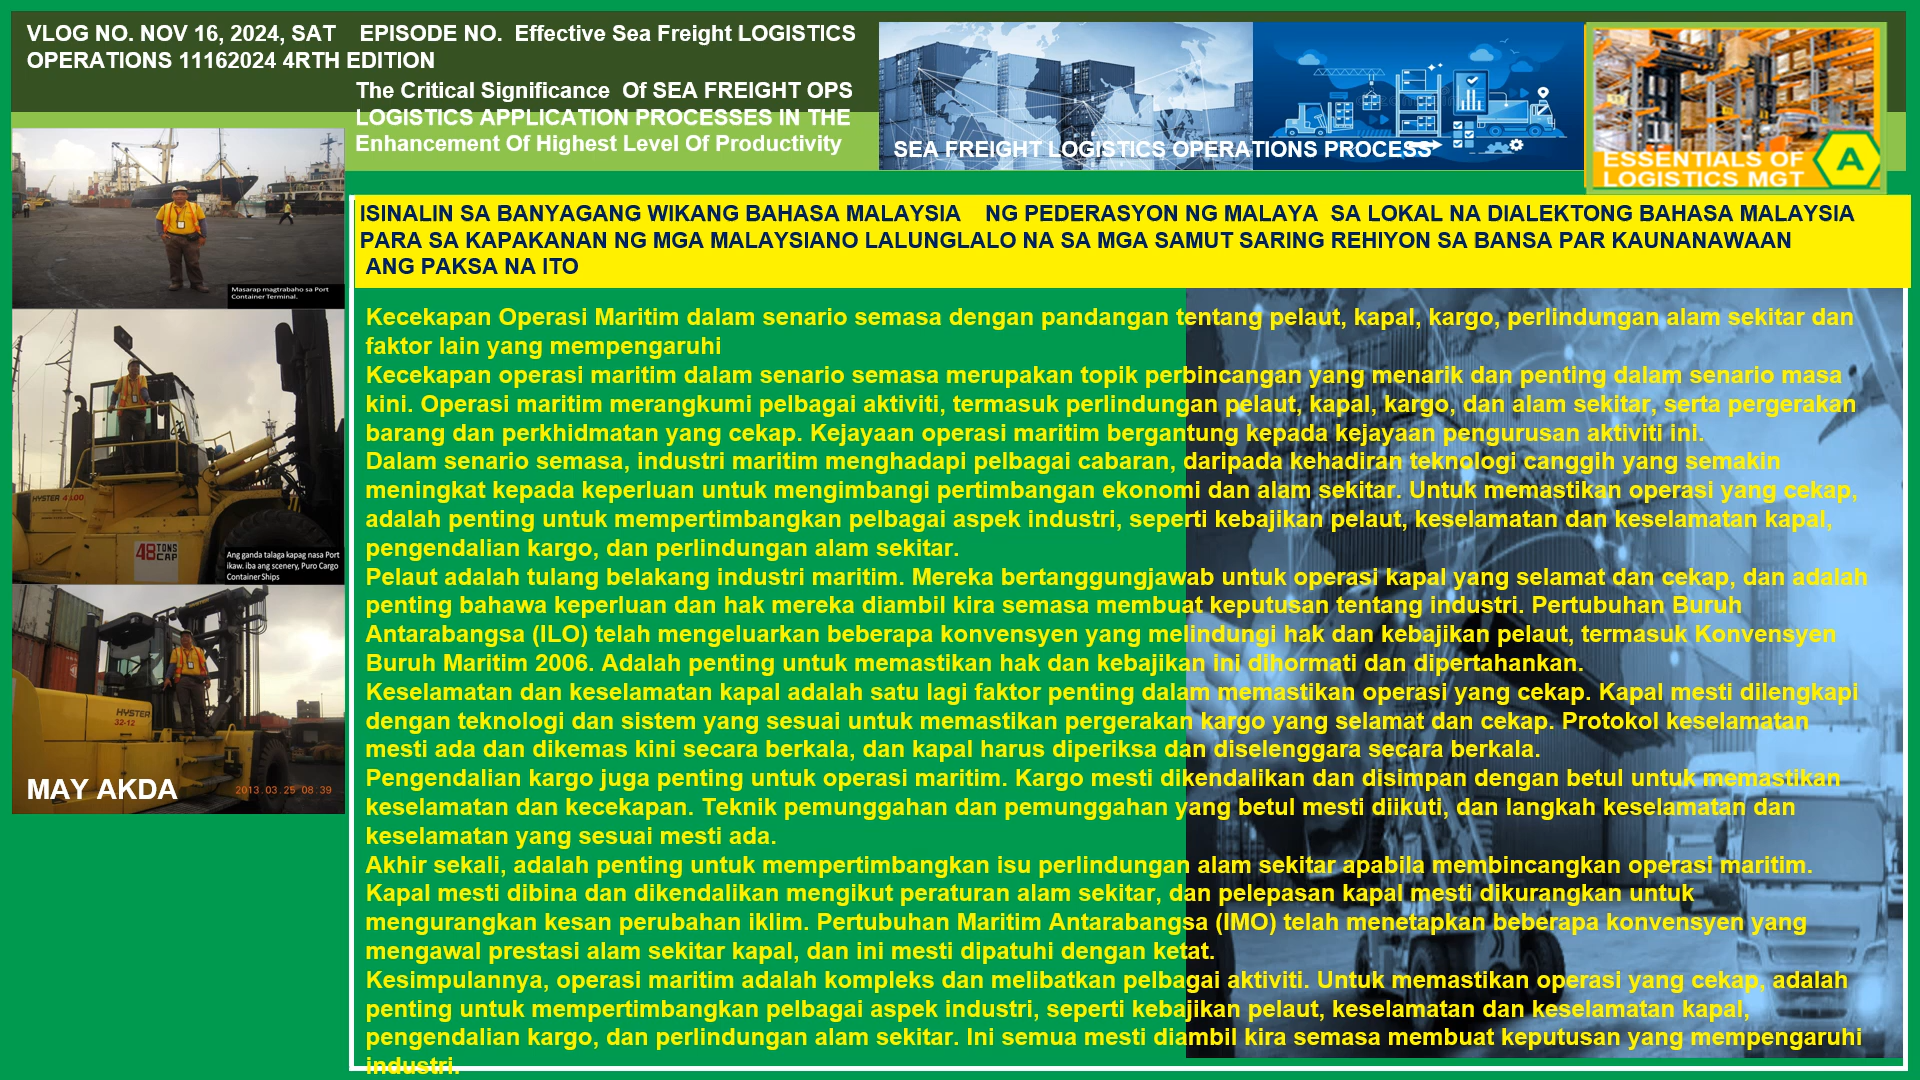 VLOG NO. NOV 16, 2024, SAT    EPISODE NO.  Effective Sea Freight LOGISTICS
OPERATIONS 11162024 4RTH EDITION
The Critical Significance  Of SEA FREIGHT OPS
LOGISTICS APPLICATION PROCESSES IN THE
Enhancement Of Highest Level Of Productivity
SEA FREIGHT LOGISTICS OPERATIONS PROCESS
ESSENTIALS OF
LOGISTICS MGT
A
Masarap magtrabaho sa Port
Container Terminal.
HYSTER 48.00
48 TONS
CAP
Ang ganda talaga kapag nasa Port
ikaw. iba ang scenery, Puro Cargo
Container Ships
HYSTER
32-12
MAY AKDA
2013.03.25 08:39
ISINALIN SA BANYAGANG WIKANG BAHASA MALAYSIA    NG PEDERASYON NG MALAYA  SA LOKAL NA DIALEKTONG BAHASA MALAYSIA
PARA SA KAPAKANAN NG MGA MALAYSIANO LALUNGLALO NA SA MGA SAMUT SARING REHIYON SA BANSA PAR KAUNANAWAAN
ANG PAKSA NA ITO
Kecekapan Operasi Maritim dalam senario semasa dengan pandangan tentang pelaut, kapal, kargo, perlindungan alam sekitar dan
faktor lain yang mempengaruhi
Kecekapan operasi maritim dalam senario semasa merupakan topik perbincangan yang menarik dan penting dalam senario masa
kini. Operasi maritim merangkumi pelbagai aktiviti, termasuk perlindungan pelaut, kapal, kargo, dan alam sekitar, serta pergerakan
barang dan perkhidmatan yang cekap. Kejayaan operasi maritim bergantung kepada kejayaan pengurusan aktiviti ini.
Dalam senario semasa, industri maritim menghadapi pelbagai cabaran, daripada kehadiran teknologi canggih yang semakin
meningkat kepada keperluan untuk mengimbangi pertimbangan ekonomi dan alam sekitar. Untuk memastikan operasi yang cekap,
adalah penting untuk mempertimbangkan pelbagai aspek industri, seperti kebajikan pelaut, keselamatan dan keselamatan kapal,
pengendalian kargo, dan perlindungan alam sekitar.
Pelaut adalah tulang belakang industri maritim. Mereka bertanggungjawab untuk operasi kapal yang selamat dan cekap, dan adalah
penting bahawa keperluan dan hak mereka diambil kira semasa membuat keputusan tentang industri. Pertubuhan Buruh
Antarabangsa (ILO) telah mengeluarkan beberapa konvensyen yang melindungi hak dan kebajikan pelaut, termasuk Konvensyen
Buruh Maritim 2006. Adalah penting untuk memastikan hak dan kebajikan ini dihormati dan dipertahankan.
Keselamatan dan keselamatan kapal adalah satu lagi faktor penting dalam memastikan operasi yang cekap. Kapal mesti dilengkapi
dengan teknologi dan sistem yang sesuai untuk memastikan pergerakan kargo yang selamat dan cekap. Protokol keselamatan
mesti ada dan dikemas kini secara berkala, dan kapal harus diperiksa dan diselenggara secara berkala.
Pengendalian kargo juga penting untuk operasi maritim. Kargo mesti dikendalikan dan disimpan dengan betul untuk memastikan
keselamatan dan kecekapan. Teknik pemunggahan dan pemunggahan yang betul mesti diikuti, dan langkah keselamatan dan
keselamatan yang sesuai mesti ada.
Akhir sekali, adalah penting untuk mempertimbangkan isu perlindungan alam sekitar apabila membincangkan operasi maritim.
Kapal mesti dibina dan dikendalikan mengikut peraturan alam sekitar, dan pelepasan kapal mesti dikurangkan untuk
mengurangkan kesan perubahan iklim. Pertubuhan Maritim Antarabangsa (IMO) telah menetapkan beberapa konvensyen yang
mengawal prestasi alam sekitar kapal, dan ini mesti dipatuhi dengan ketat.
Kesimpulannya, operasi maritim adalah kompleks dan melibatkan pelbagai aktiviti. Untuk memastikan operasi yang cekap, adalah
penting untuk mempertimbangkan pelbagai aspek industri, seperti kebajikan pelaut, keselamatan dan keselamatan kapal,
pengendalian kargo, dan perlindungan alam sekitar. Ini semua mesti diambil kira semasa membuat keputusan yang mempengaruhi
industri.